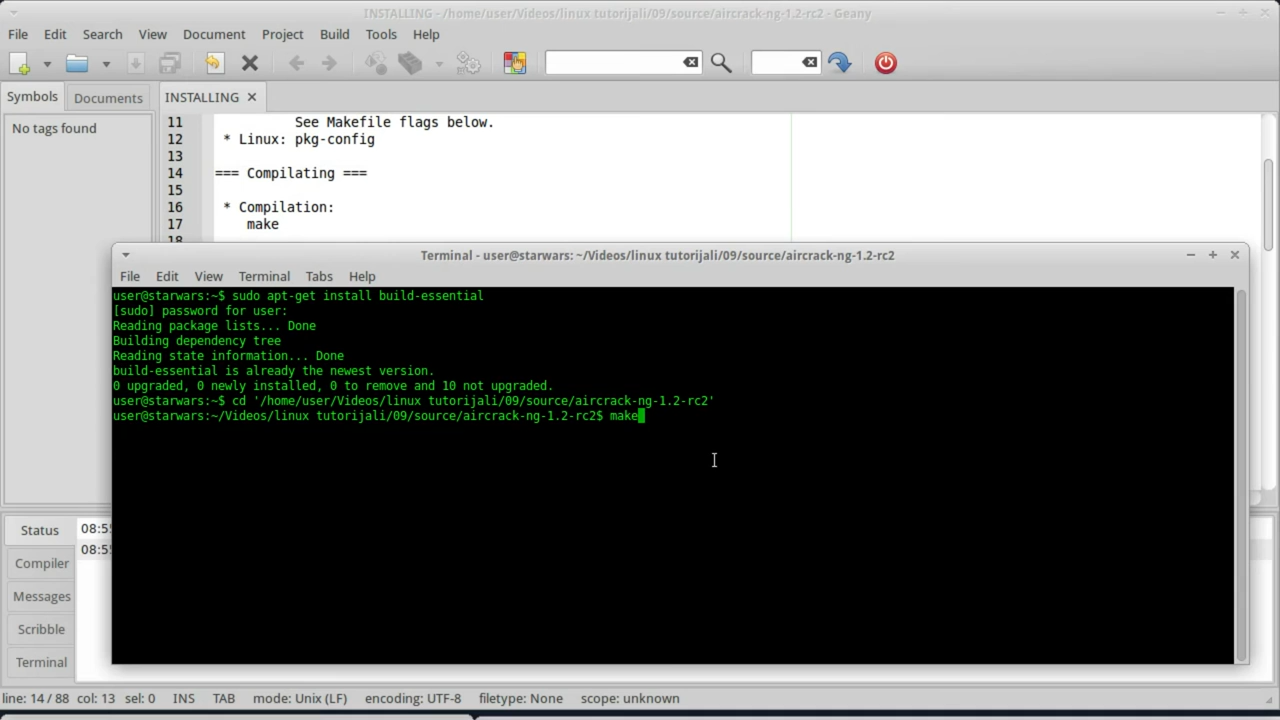 INSTALLING - /home/user/Videos/linux tutorijali/09/source/aircrack-ng-1.2-rc2 - Geany
File Edit Search View Document Project Build Tools Help
Symbols Documents INSTALLING
No tags found
11 See Makefile flags below.
12 * Linux: pkg-config
13
14 === Compiling ===
15
16 * Compilation:
17 make
18
Terminal - user@starwars: ~/Videos/linux tutorijali/09/source/aircrack-ng-1.2-rc2
File Edit View Terminal Tabs Help
user@starwars:~$ sudo apt-get install build-essential
[sudo] password for user:
Reading package lists... Done
Building dependency tree
Reading state information... Done
build-essential is already the newest version.
0 upgraded, 0 newly installed, 0 to remove and 10 not upgraded.
user@starwars:~$ cd '/home/user/Videos/linux tutorijali/09/source/aircrack-ng-1.2-rc2'
user@starwars:~/Videos/linux tutorijali/09/source/aircrack-ng-1.2-rc2$ make
Status
Compiler
Messages
Scribble
Terminal
line: 14 / 88 col: 13 sel: 0 INS TAB mode: Unix (LF) encoding: UTF-8 filetype: None scope: unknown